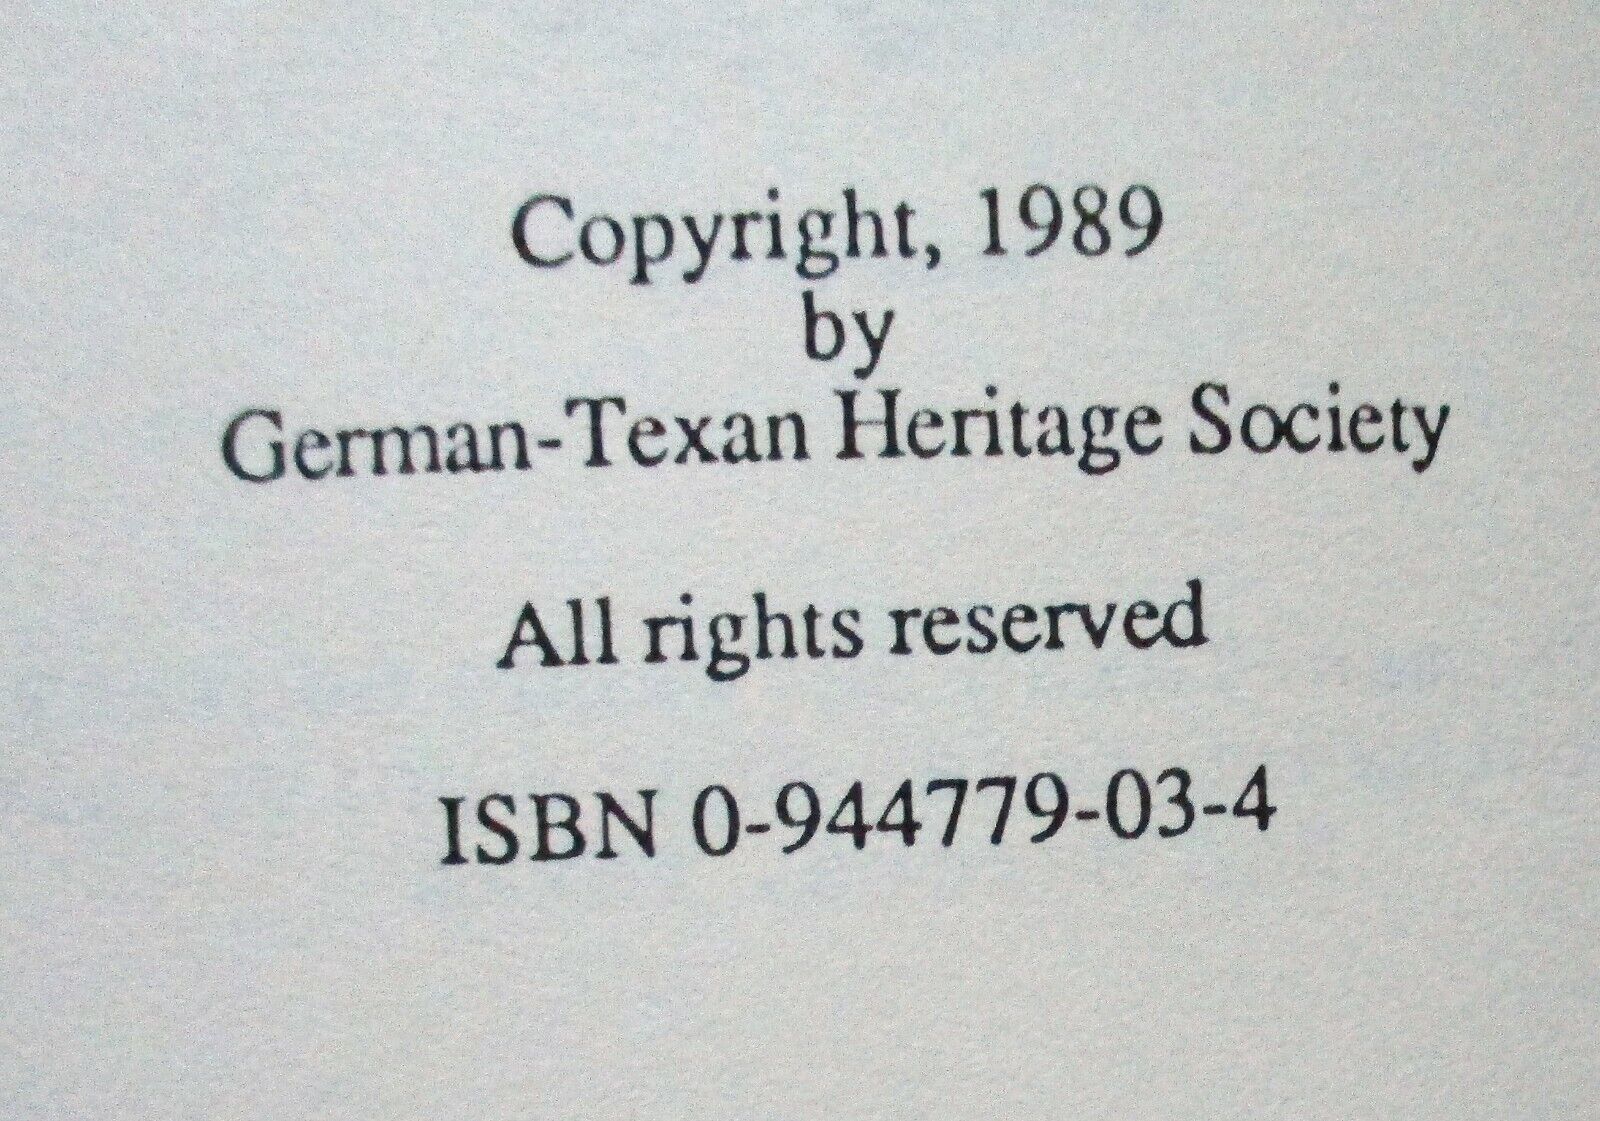 Copyright, 1989
by
German-Texan Heritage Society
All rights reserved
ISBN 0-944779-03-4